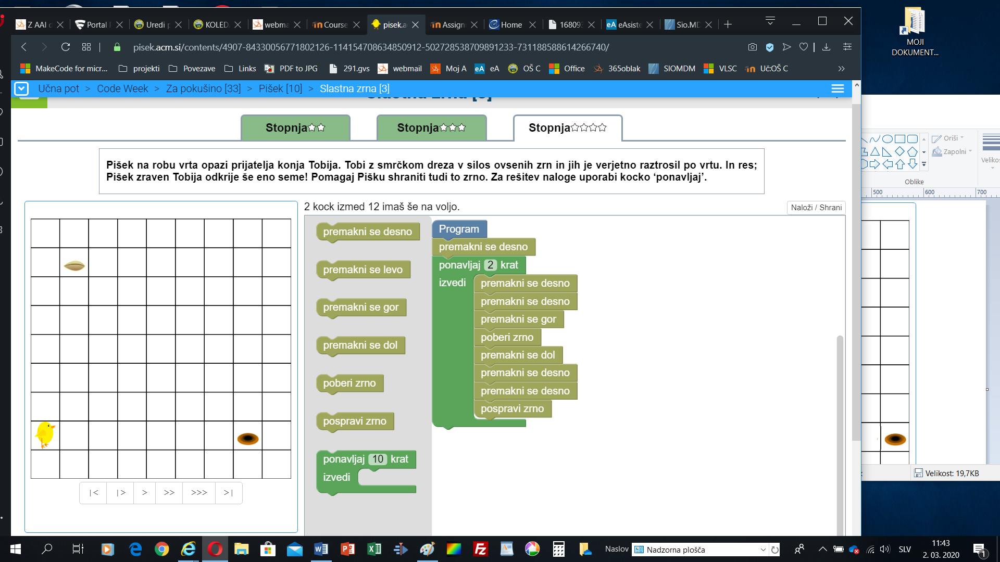 Z AAI
Portal
Uredi
KOLED
webma
Course
pisek.a
Assign
Home
16809
eAsiste
Sio.MD
pisek.acm.si/contents/4907-84330056771802126-114154708634850912-502728538709891233-731188588614266740/
MakeCode for micr...
projekti
Povezave
Links
PDF to JPG
291.gvs
webmail
Moj A
eA
OŠ C
Office
365oblak
SIOMDM
VLSC
Uč:OŠ C
Učna pot > Code Week > Za pokušino [33] > Pišek [10] > Slastna zrna [3]
Stopnja☆☆
Stopnja☆☆☆
Stopnja☆☆☆☆
Pišek na robu vrta opazi prijatelja konja Tobija. Tobi z smrčkom dreza v silos ovsenih zrn in jih je verjetno raztrosil po vrtu. In res;
Pišek zraven Tobija odkrije še eno seme! Pomagaj Pišku shraniti tudi to zrno. Za rešitev naloge uporabi kocko ‘ponavljaj’.
2 kock izmed 12 imaš še na voljo.
Naloži / Shrani
premakni se desno
premakni se levo
premakni se gor
premakni se dol
poberi zrno
pospravi zrno
ponavljaj 10 krat
izvedi
Program
premakni se desno
ponavljaj 2 krat
izvedi
premakni se desno
premakni se desno
premakni se gor
poberi zrno
premakni se dol
premakni se desno
premakni se desno
pospravi zrno
|<
|>
>
>>
>>>
>|
MOJI
DOKUMENT...
Oriši
Zapolni
Velikos
Oblike
500
600
700
Velikost: 19,7KB
Naslov
Nadzorna plošča
SLV
11:43
2. 03. 2020
1